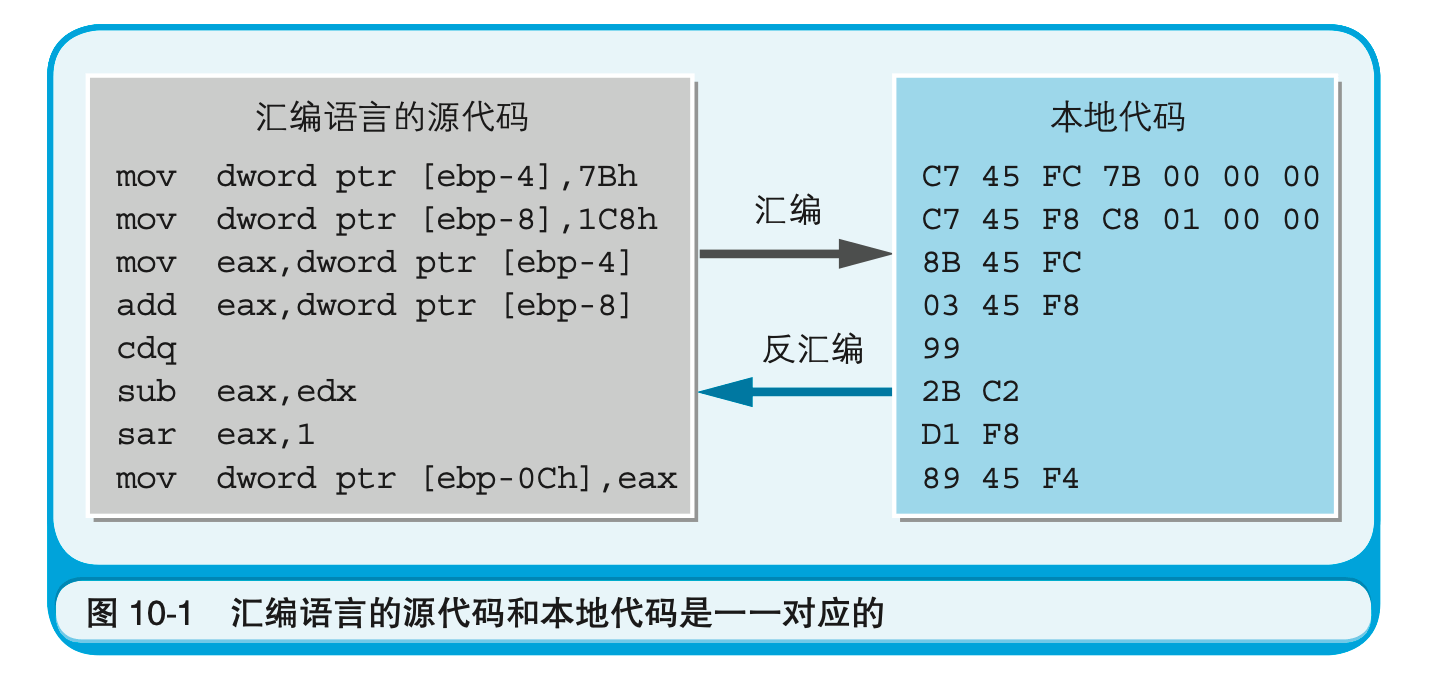 汇编语言的源代码
mov  dword ptr [ebp-4],7Bh
mov  dword ptr [ebp-8],1C8h
mov  eax,dword ptr [ebp-4]
add  eax,dword ptr [ebp-8]
cdq
sub  eax,edx
sar  eax,1
mov  dword ptr [ebp-0Ch],eax
汇编
反汇编
本地代码
C7 45 FC 7B 00 00 00
C7 45 F8 C8 01 00 00
8B 45 FC
03 45 F8
99
2B C2
D1 F8
89 45 F4
图 10-1 汇编语言的源代码和本地代码是一一对应的